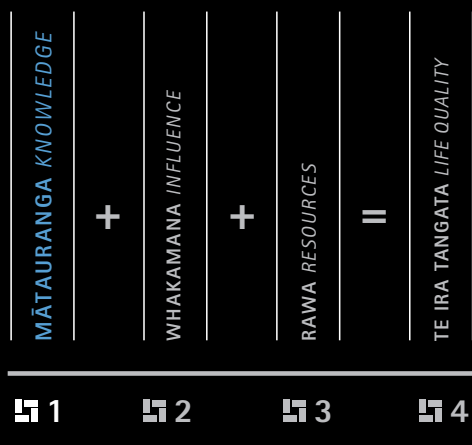 MĀTAURANGA KNOWLEDGE
+
WHAKAMANA INFLUENCE
+
RAWA RESOURCES
=
TE IRA TANGATA LIFE QUALITY
1
2
3
4